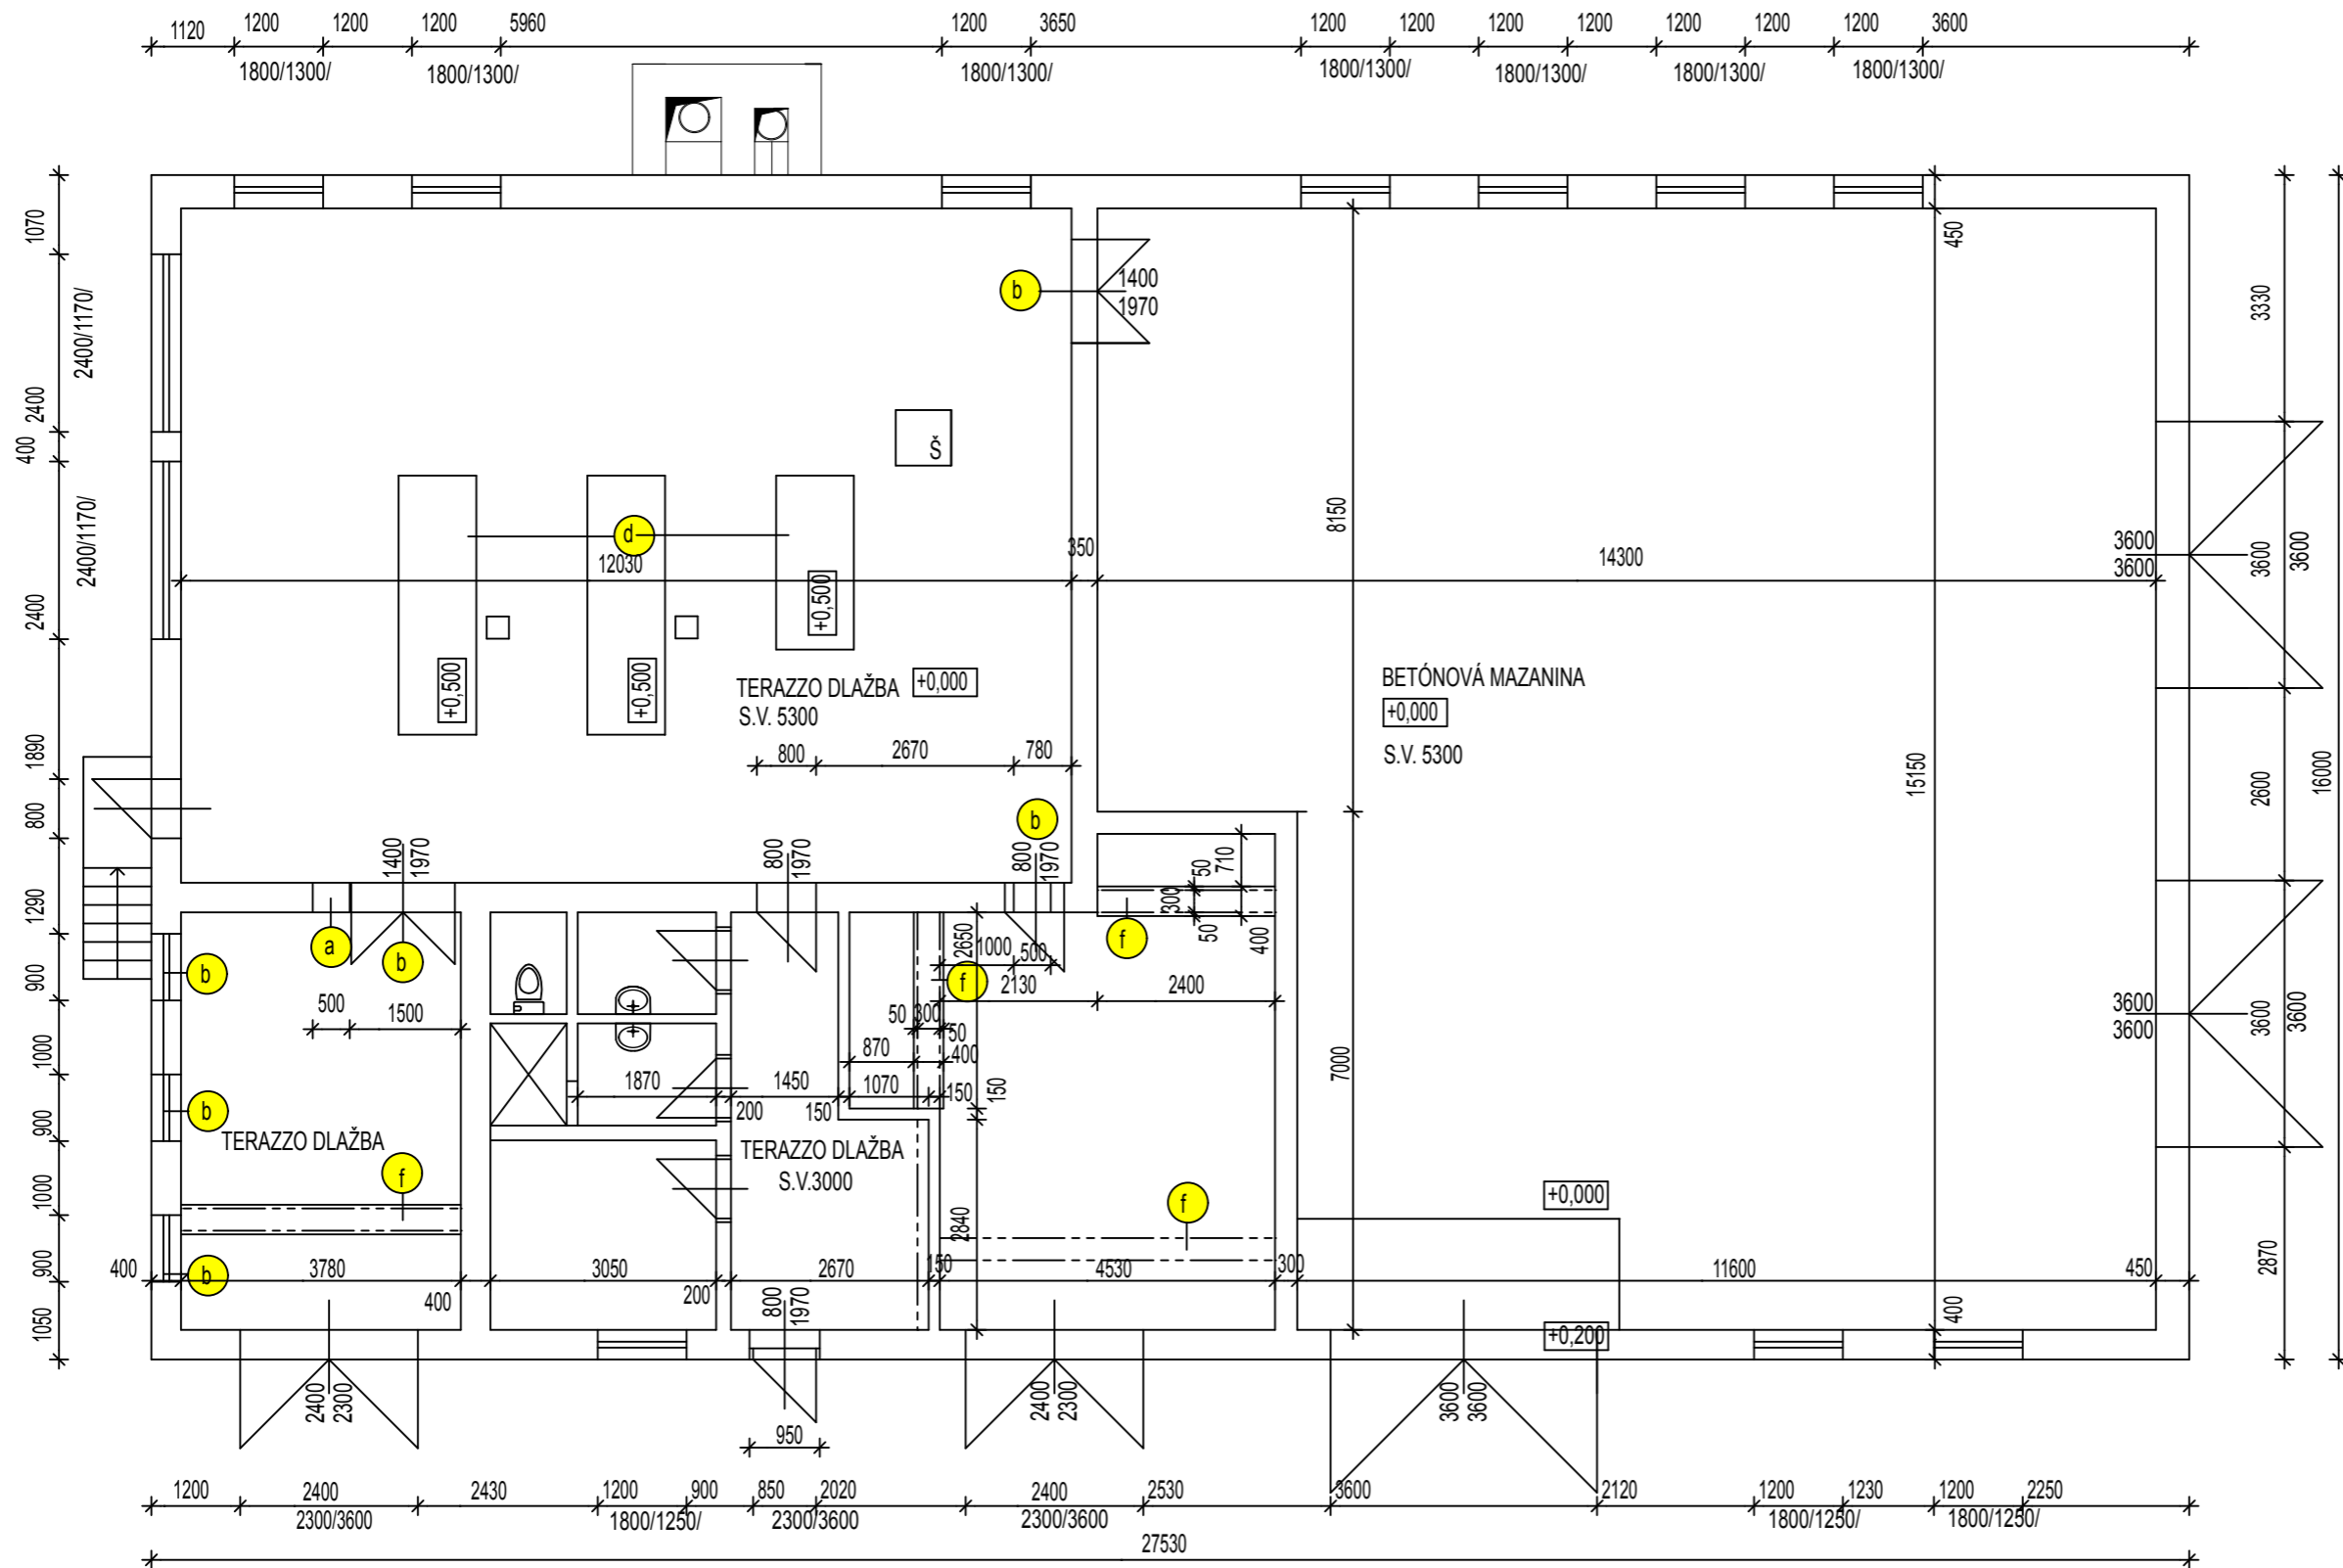 1120 1200 1200 1200 5960 1200 3650 1200 1200 1200 1200 1200 1200 1200 3600
1800/1300/ 1800/1300/ 1800/1300/ 1800/1300/ 1800/1300/ 1800/1300/ 1800/1300/
1070
2400/1170/
2400
400
2400/1170/
2400
1890
800
1290
900
1000
900
1000
900
1050
b
1400
1970
450
3330
Š
d
12030
350
8150
14300
3600
3600
3600
3600
+0,500
+0,500
+0,500
TERAZZO DLAŽBA +0,000
S.V. 5300
BETÓNOVÁ MAZANINA
+0,000
S.V. 5300
800 2670 780
15150
2600
16000
b
1400
1970
800
1970
800
1970
50
710
300
50
400
a
b
b
f
f
2650
1000 500
2130 2400
500 1500
50 300 50
870 400
1870 1450 1070 150
200 150
150
7000
3600
3600
3600
3600
b
TERAZZO DLAŽBA
f
TERAZZO DLAŽBA
S.V.3000
2840
f
+0,000
400
b
3780 3050 2670 150 4530 300 11600 450
400 200
2870
800
1970
400
+0,200
2400
2300
2400
2300
3600
3600
950
1200 2400 2430 1200 900 850 2020 2400 2530 3600 2120 1200 1230 1200 2250
2300/3600 1800/1250/ 2300/3600 2300/3600 1800/1250/ 1800/1250/
27530